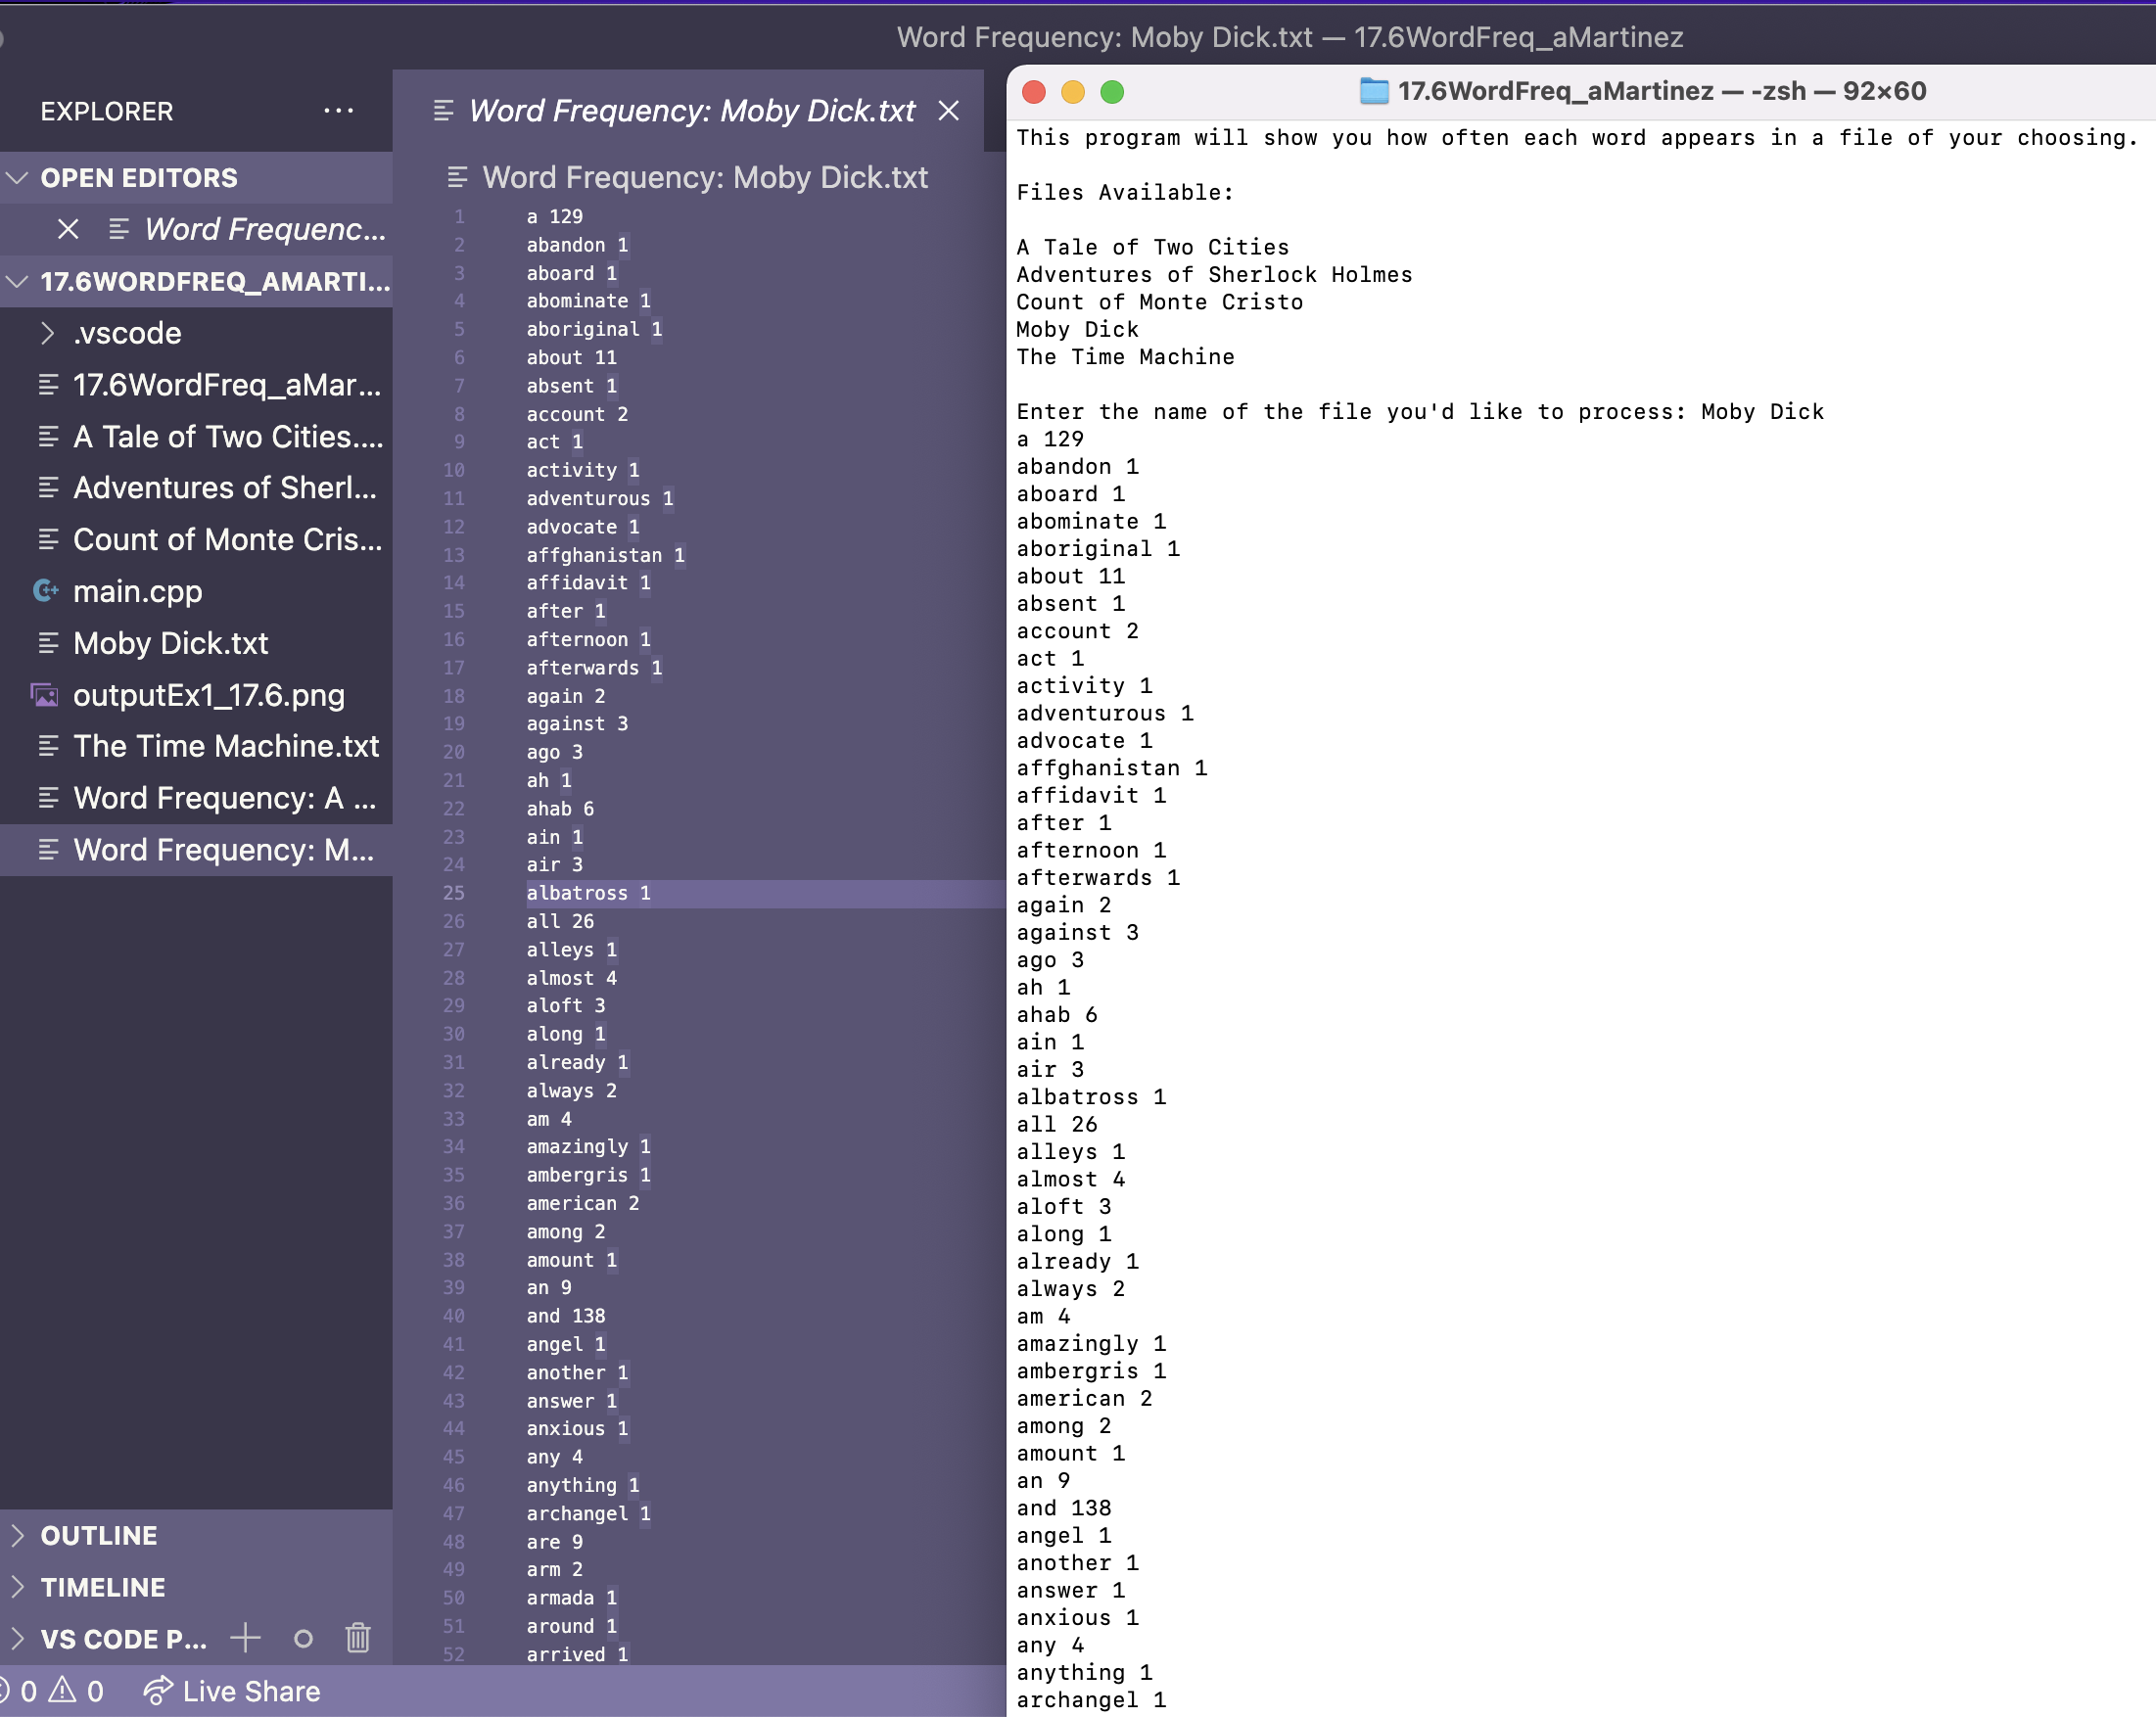 Word Frequency: Moby Dick.txt — 17.6WordFreq_aMartinez
EXPLORER
OPEN EDITORS
Word Frequenc...
17.6WORDFREQ_AMARTI...
.vscode
17.6WordFreq_aMar...
A Tale of Two Cities....
Adventures of Sherl...
Count of Monte Cris...
main.cpp
Moby Dick.txt
outputEx1_17.6.png
The Time Machine.txt
Word Frequency: A ...
Word Frequency: M...
OUTLINE
TIMELINE
VS CODE P...
0 0 Live Share
Word Frequency: Moby Dick.txt
Word Frequency: Moby Dick.txt
1 a 129
2 abandon 1
3 aboard 1
4 abominate 1
5 aboriginal 1
6 about 11
7 absent 1
8 account 2
9 act 1
10 activity 1
11 adventurous 1
12 advocate 1
13 affghanistan 1
14 affidavit 1
15 after 1
16 afternoon 1
17 afterwards 1
18 again 2
19 against 3
20 ago 3
21 ah 1
22 ahab 6
23 ain 1
24 air 3
25 albatross 1
26 all 26
27 alleys 1
28 almost 4
29 aloft 3
30 along 1
31 already 1
32 always 2
33 am 4
34 amazingly 1
35 ambergris 1
36 american 2
37 among 2
38 amount 1
39 an 9
40 and 138
41 angel 1
42 another 1
43 answer 1
44 anxious 1
45 any 4
46 anything 1
47 archangel 1
48 are 9
49 arm 2
50 armada 1
51 around 1
52 arrived 1
17.6WordFreq_aMartinez — -zsh — 92×60
This program will show you how often each word appears in a file of your choosing.
Files Available:
A Tale of Two Cities
Adventures of Sherlock Holmes
Count of Monte Cristo
Moby Dick
The Time Machine
Enter the name of the file you'd like to process: Moby Dick
a 129
abandon 1
aboard 1
abominate 1
aboriginal 1
about 11
absent 1
account 2
act 1
activity 1
adventurous 1
advocate 1
affghanistan 1
affidavit 1
after 1
afternoon 1
afterwards 1
again 2
against 3
ago 3
ah 1
ahab 6
ain 1
air 3
albatross 1
all 26
alleys 1
almost 4
aloft 3
along 1
already 1
always 2
am 4
amazingly 1
ambergris 1
american 2
among 2
amount 1
an 9
and 138
angel 1
another 1
answer 1
anxious 1
any 4
anything 1
archangel 1